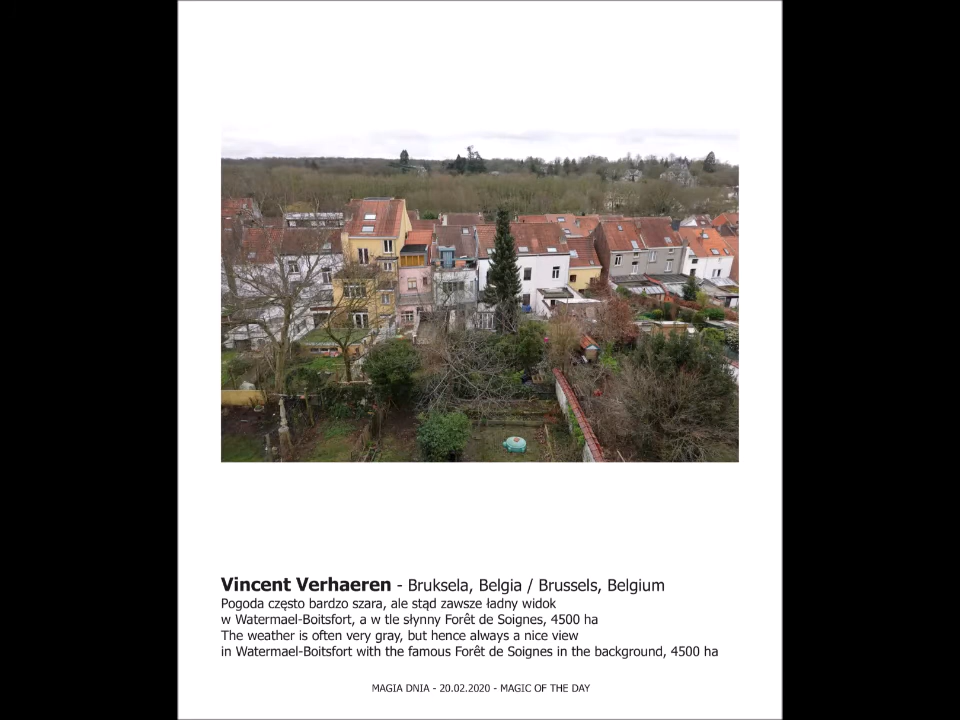 Vincent Verhaeren - Bruksela, Belgia / Brussels, Belgium
Pogoda często bardzo szara, ale stąd zawsze ładny widok
w Watermael-Boitsfort, a w tle słynny Forêt de Soignes, 4500 ha
The weather is often very gray, but hence always a nice view
in Watermael-Boitsfort with the famous Forêt de Soignes in the background, 4500 ha
MAGIA DNIA - 20.02.2020 - MAGIC OF THE DAY